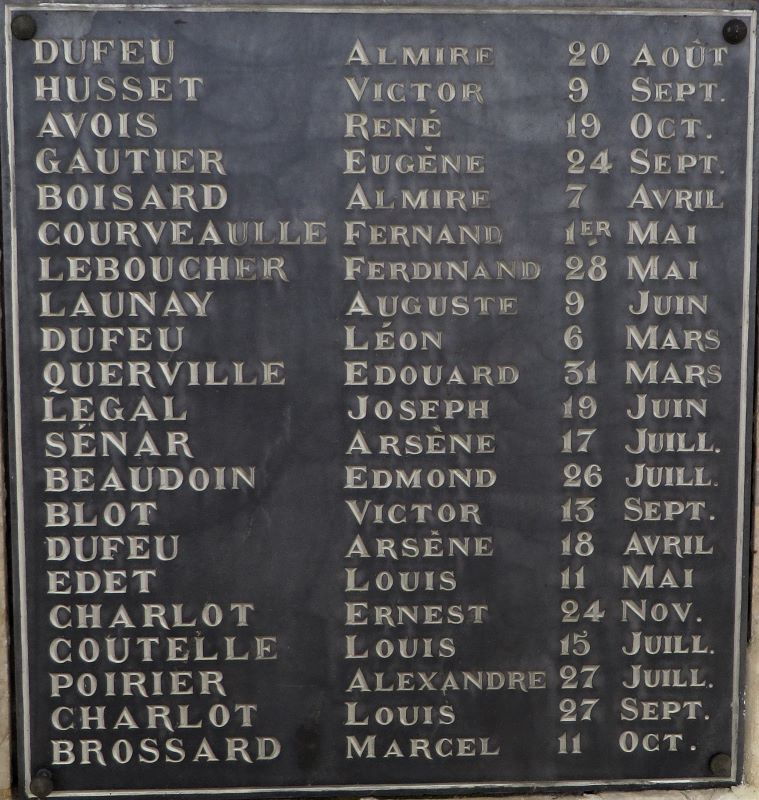 DUFEU ALMIRE 20 AOÛT
HUSSET VICTOR 9 SEPT.
AVOIS RENÉ 19 OCT.
GAUTIER EUGÈNE 24 SEPT.
BOISARD ALMIRE 7 AVRIL
COURVEAULLE FERNAND 1ER MAI
LEBOUCHER FERDINAND 28 MAI
LAUNAY AUGUSTE 9 JUIN
DUFEU LÉON 6 MARS
QUERVILLE EDOUARD 31 MARS
LEGAL JOSEPH 19 JUIN
SÉNAR ARSÈNE 17 JUILL.
BEAUDOIN EDMOND 26 JUILL.
BLOT VICTOR 13 SEPT.
DUFEU ARSÈNE 18 AVRIL
EDET LOUIS 11 MAI
CHARLOT ERNEST 24 NOV.
COUTELLE LOUIS 15 JUILL.
POIRIER ALEXANDRE 27 JUILL.
CHARLOT LOUIS 27 SEPT.
BROSSARD MARCEL 11 OCT.